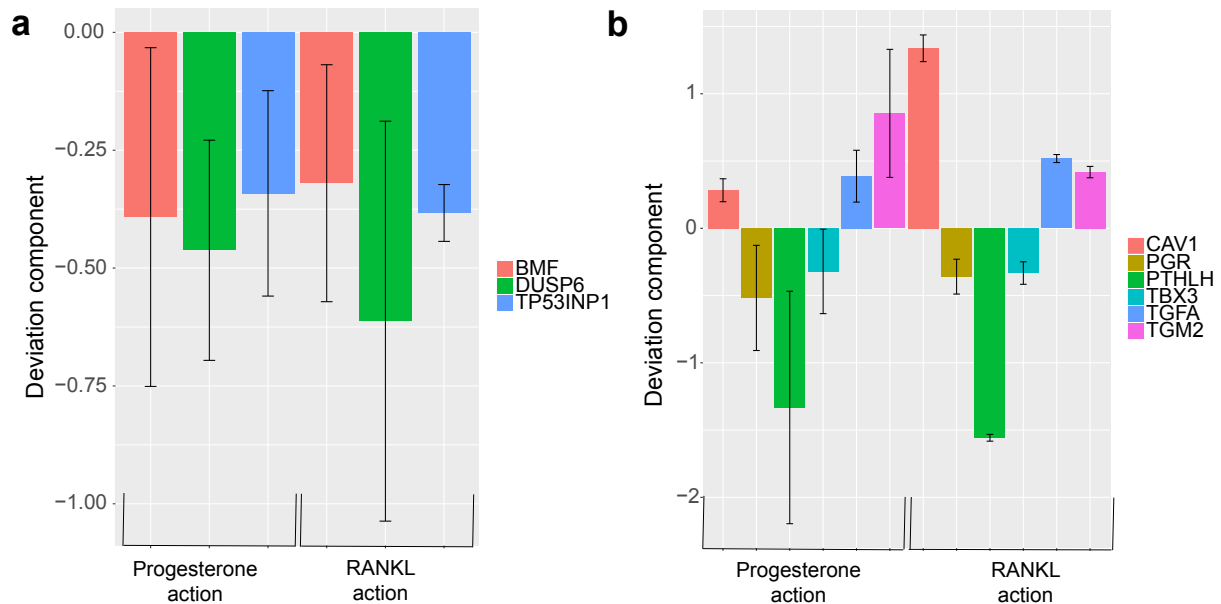 a
0.00
−0.25
−0.50
−0.75
−1.00
Deviation component
Progesterone
action
RANKL
action
BMF
DUSP6
TP53INP1
b
1
0
−1
−2
Deviation component
Progesterone
action
RANKL
action
CAV1
PGR
PTHLH
TBX3
TGFA
TGM2